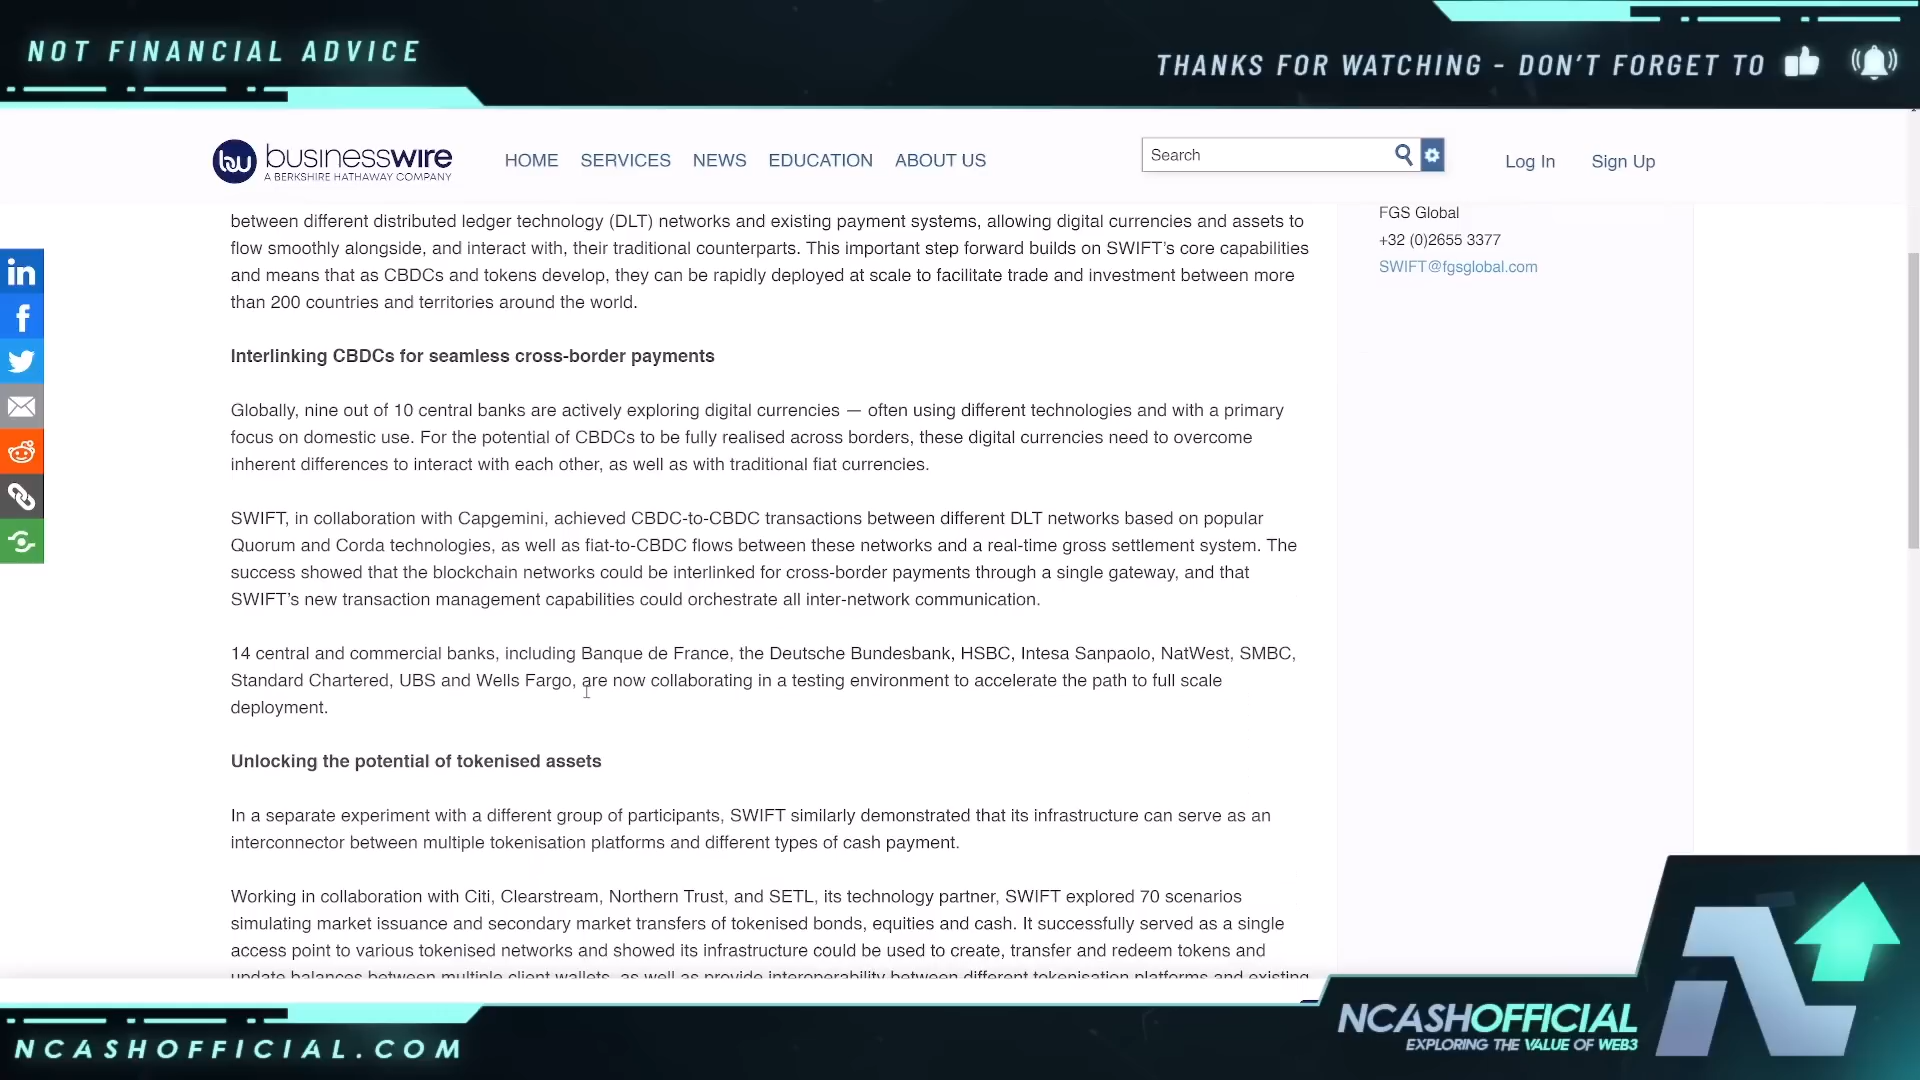 NOT FINANCIAL ADVICE
THANKS FOR WATCHING - DON'T FORGET TO
bu businesswire
A BERKSHIRE HATHAWAY COMPANY
HOME SERVICES NEWS EDUCATION ABOUT US
Search
Log In Sign Up
between different distributed ledger technology (DLT) networks and existing payment systems, allowing digital currencies and assets to
flow smoothly alongside, and interact with, their traditional counterparts. This important step forward builds on SWIFT’s core capabilities
and means that as CBDCs and tokens develop, they can be rapidly deployed at scale to facilitate trade and investment between more
than 200 countries and territories around the world.
FGS Global
+32 (0)2655 3377
SWIFT@fgsglobal.com
Interlinking CBDCs for seamless cross-border payments
Globally, nine out of 10 central banks are actively exploring digital currencies — often using different technologies and with a primary
focus on domestic use. For the potential of CBDCs to be fully realised across borders, these digital currencies need to overcome
inherent differences to interact with each other, as well as with traditional fiat currencies.
SWIFT, in collaboration with Capgemini, achieved CBDC-to-CBDC transactions between different DLT networks based on popular
Quorum and Corda technologies, as well as fiat-to-CBDC flows between these networks and a real-time gross settlement system. The
success showed that the blockchain networks could be interlinked for cross-border payments through a single gateway, and that
SWIFT’s new transaction management capabilities could orchestrate all inter-network communication.
14 central and commercial banks, including Banque de France, the Deutsche Bundesbank, HSBC, Intesa Sanpaolo, NatWest, SMBC,
Standard Chartered, UBS and Wells Fargo, are now collaborating in a testing environment to accelerate the path to full scale
deployment.
Unlocking the potential of tokenised assets
In a separate experiment with a different group of participants, SWIFT similarly demonstrated that its infrastructure can serve as an
interconnector between multiple tokenisation platforms and different types of cash payment.
Working in collaboration with Citi, Clearstream, Northern Trust, and SETL, its technology partner, SWIFT explored 70 scenarios
simulating market issuance and secondary market transfers of tokenised bonds, equities and cash. It successfully served as a single
access point to various tokenised networks and showed its infrastructure could be used to create, transfer and redeem tokens and
update balances between multiple client wallets, as well as provide interoperability between different tokenisation platforms and existing
NCASHOFFICIAL.COM
NCASHOFFICIAL
EXPLORING THE VALUE OF WEB3